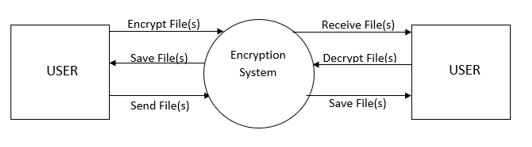 Encrypt File(s)
Receive File(s)
USER
Save File(s)
Encryption
System
Decrypt File(s)
USER
Send File(s)
Save File(s)